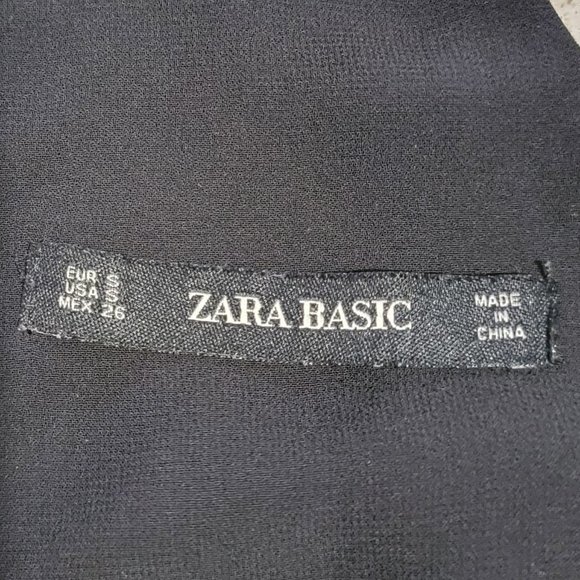 EUR S
USA S
MEX 26
ZARA BASIC
MADE
IN
CHINA